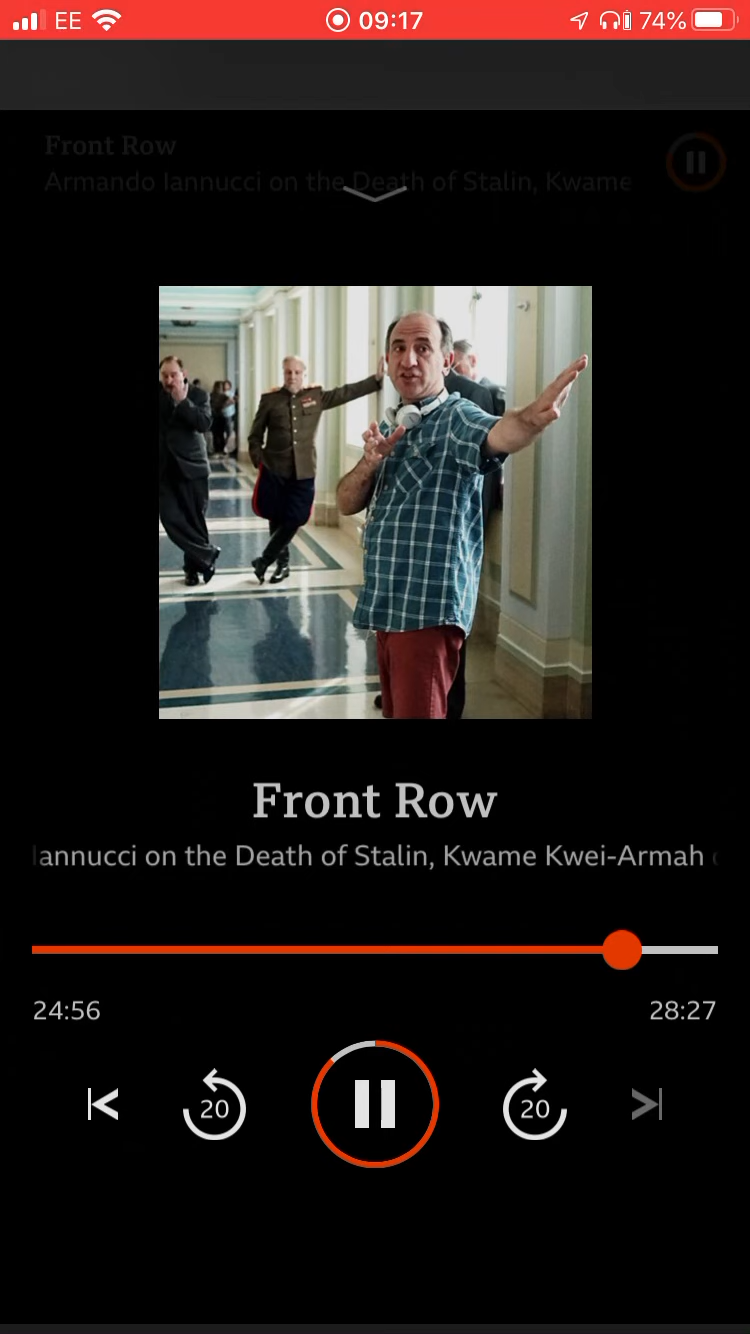 EE 09:17 74%
Front Row
Armando Iannucci on the Death of Stalin, Kwame
Front Row
Iannucci on the Death of Stalin, Kwame Kwei-Armah
24:56 28:27
20 20